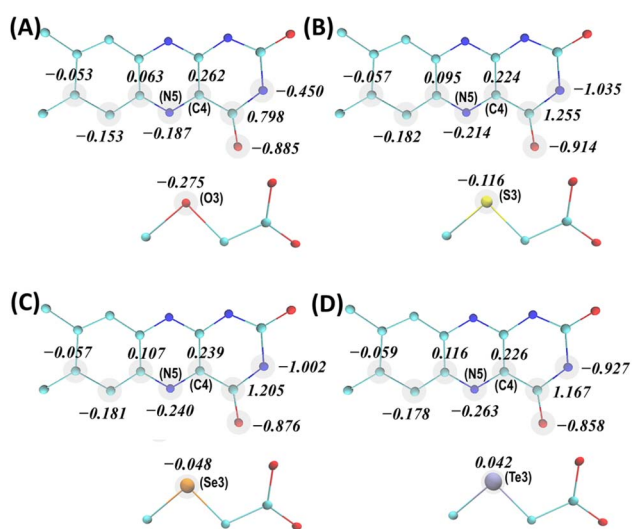 (A)
−0.053 0.063 0.262
(N5) −0.450
(C4)
−0.153 −0.187 0.798
−0.885
−0.275
(O3)
(B)
−0.057 0.095 0.224
(N5) −1.035
(C4)
−0.182 −0.214 1.255
−0.914
−0.116
(S3)
(C)
−0.057 0.107 0.239
(N5) −1.002
(C4)
−0.181 −0.240 1.205
−0.876
−0.048
(Se3)
(D)
−0.059 0.116 0.226
(N5) −0.927
(C4)
−0.178 −0.263 1.167
−0.858
0.042
(Te3)